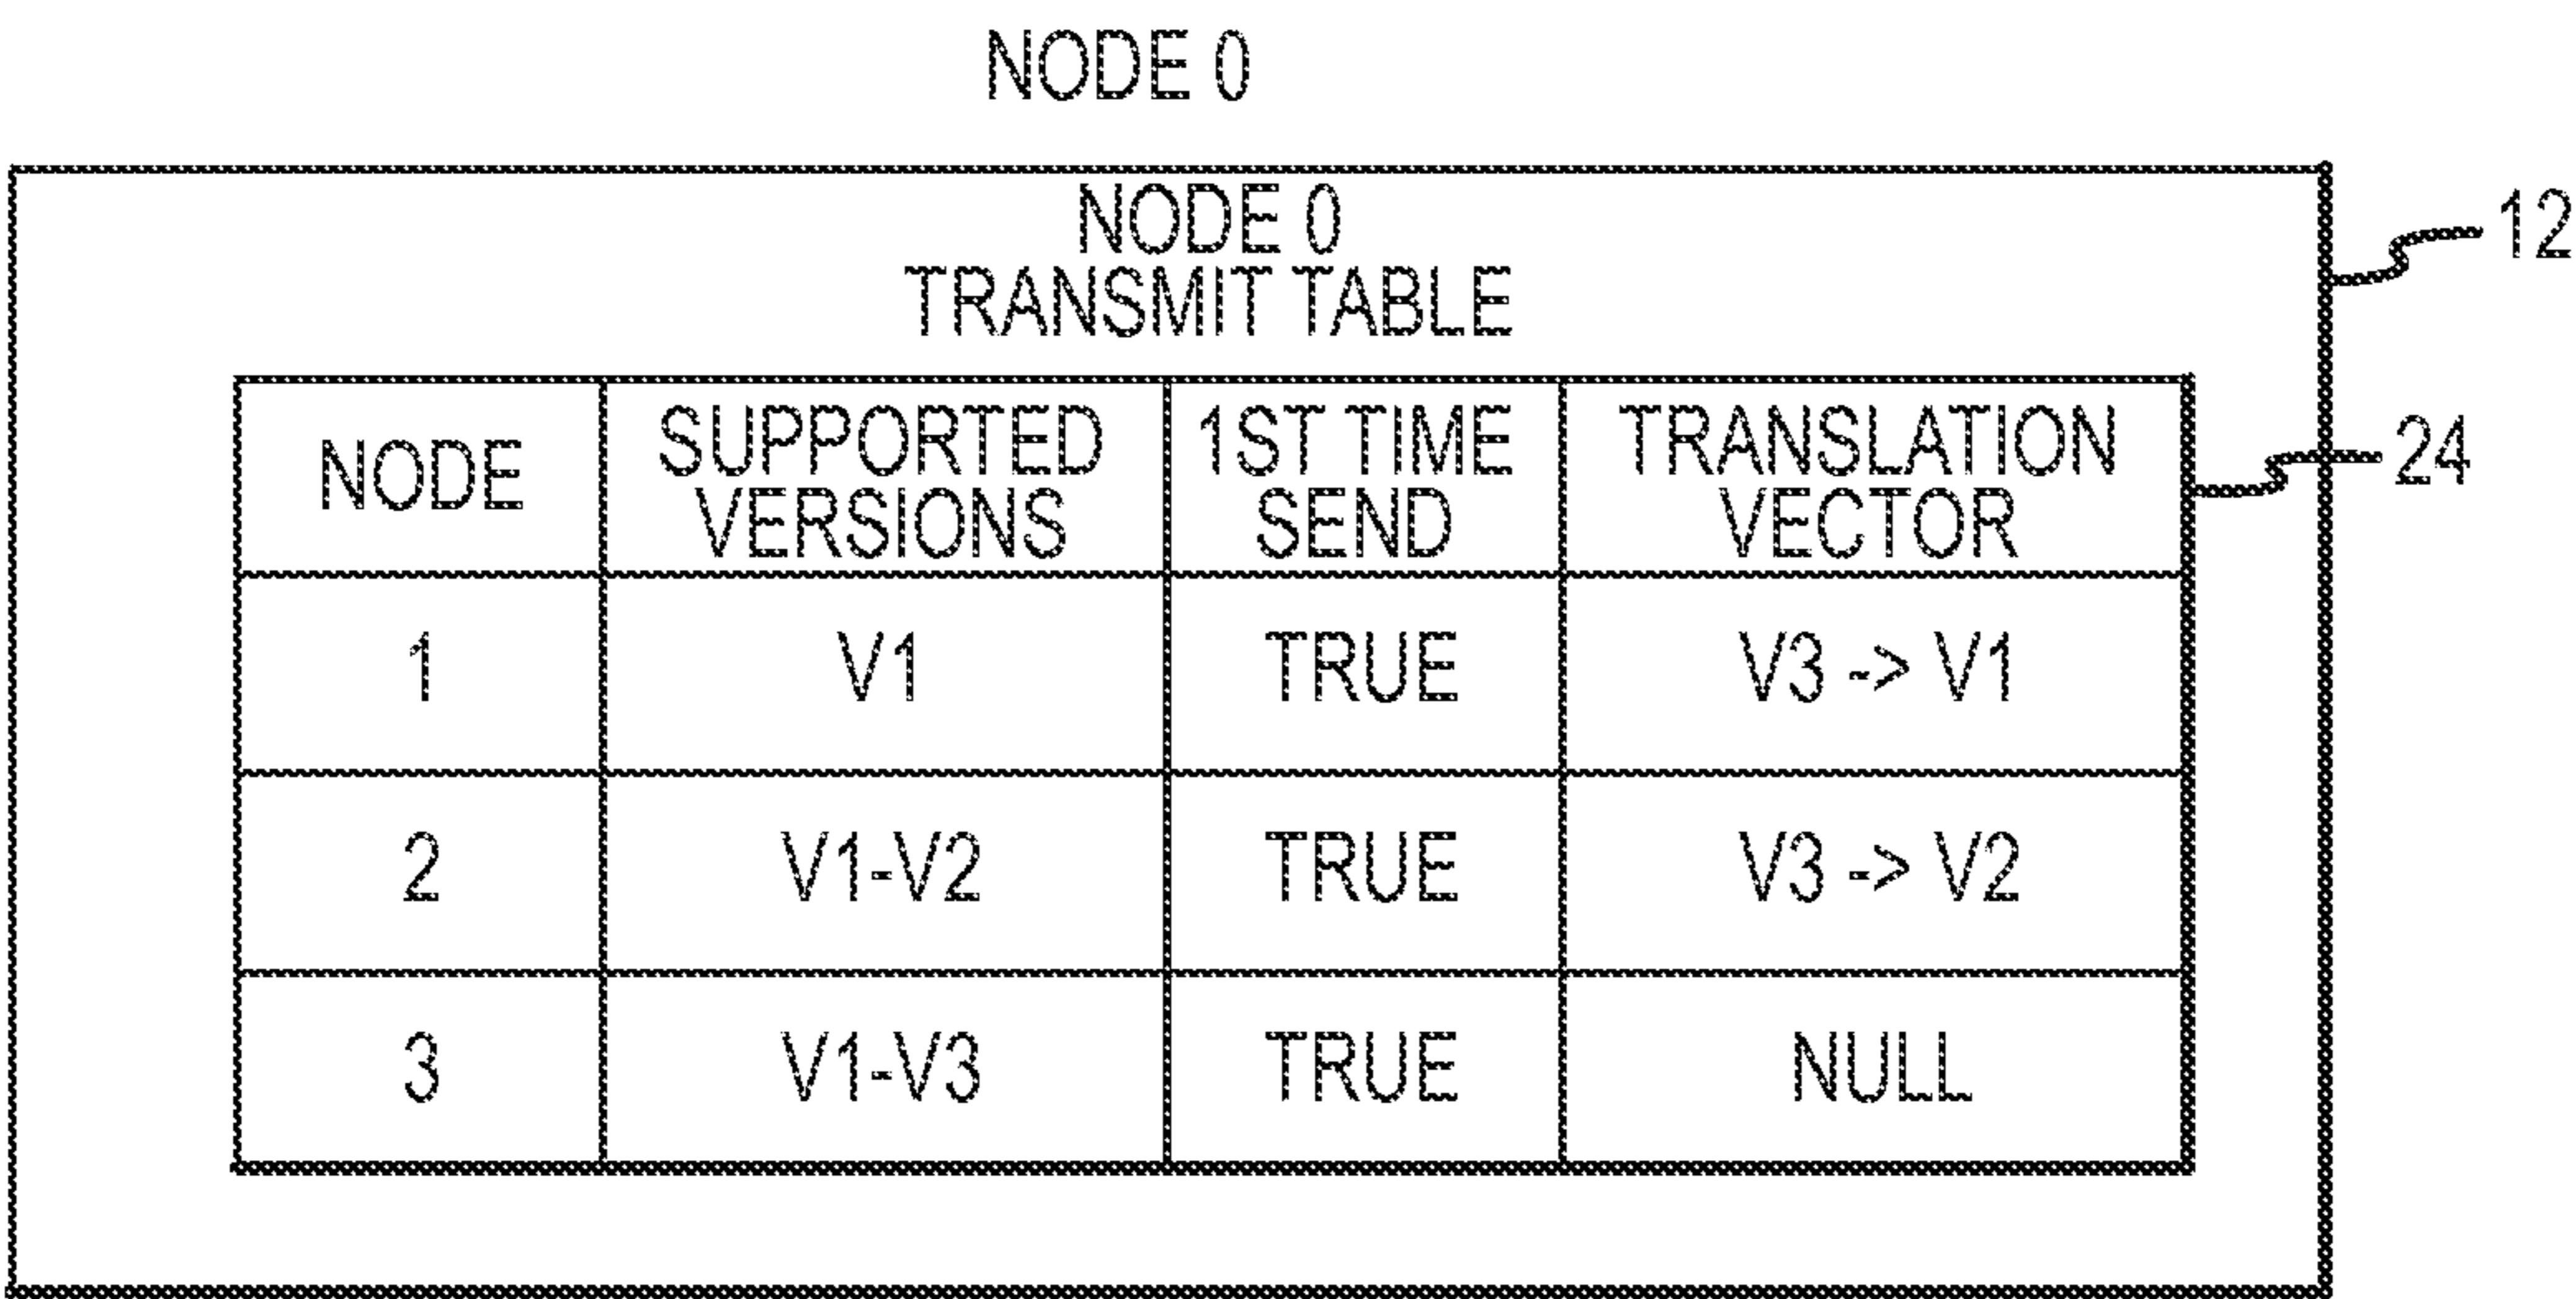 NODE 0
NODE 0
TRANSMIT TABLE
12
NODE
SUPPORTED
VERSIONS
1ST TIME
SEND
TRANSLATION
VECTOR
24
1
V1
TRUE
V3 -> V1
2
V1-V2
TRUE
V3 -> V2
3
V1-V3
TRUE
NULL